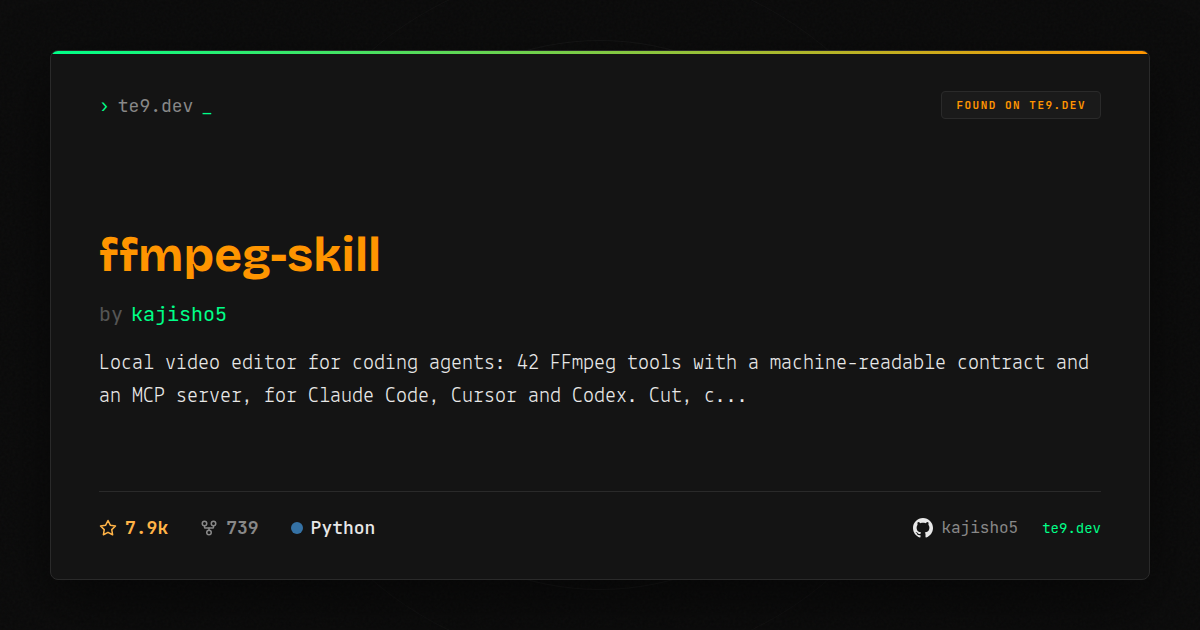 › te9.dev _
FOUND ON TE9.DEV
ffmpeg-skill
by kajisho5
Local video editor for coding agents: 42 FFmpeg tools with a machine-readable contract and
an MCP server, for Claude Code, Cursor and Codex. Cut, c...
7.9k 739 Python
kajisho5 te9.dev